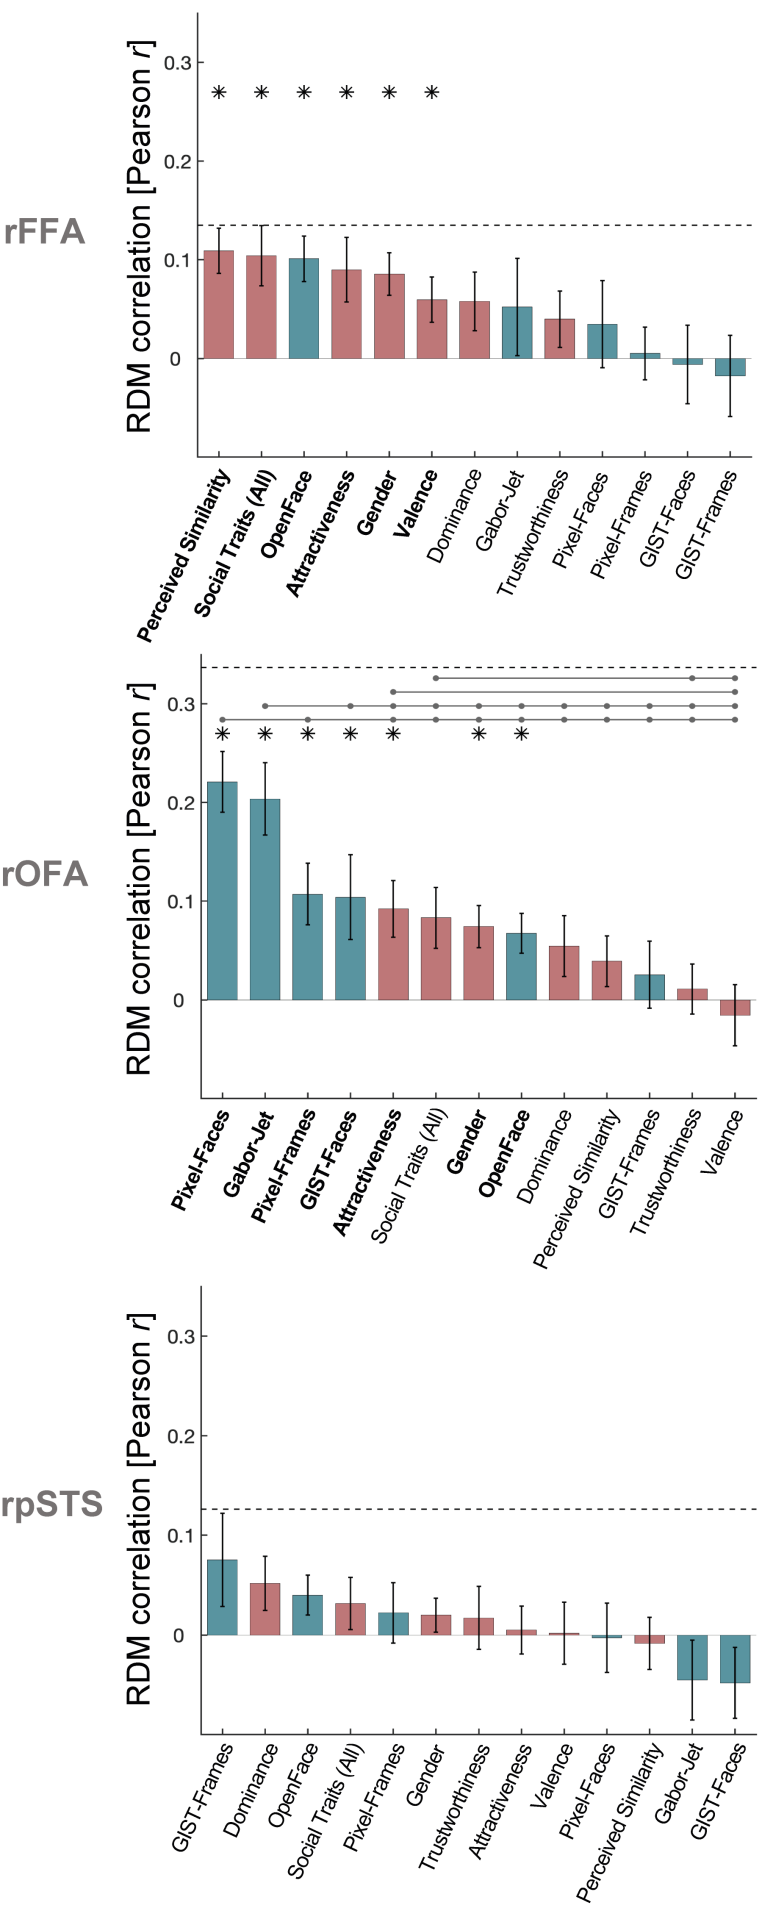 rFFA
RDM correlation [Pearson r]
0.3
0.2
0.1
0
* * * * * *
Perceived Similarity
Social Traits (All)
OpenFace
Attractiveness
Gender
Valence
Dominance
Gabor-Jet
Trustworthiness
Pixel-Faces
Pixel-Frames
GIST-Faces
GIST-Frames
rOFA
RDM correlation [Pearson r]
0.3
0.2
0.1
0
* * * * * * *
Pixel-Faces
Gabor-Jet
Pixel-Frames
GIST-Faces
Attractiveness
Social Traits (All)
Gender
OpenFace
Dominance
Perceived Similarity
GIST-Frames
Trustworthiness
Valence
rpSTS
RDM correlation [Pearson r]
0.3
0.2
0.1
0
GIST-Frames
Dominance
OpenFace
Social Traits (All)
Pixel-Frames
Gender
Trustworthiness
Attractiveness
Valence
Pixel-Faces
Perceived Similarity
Gabor-Jet
GIST-Faces